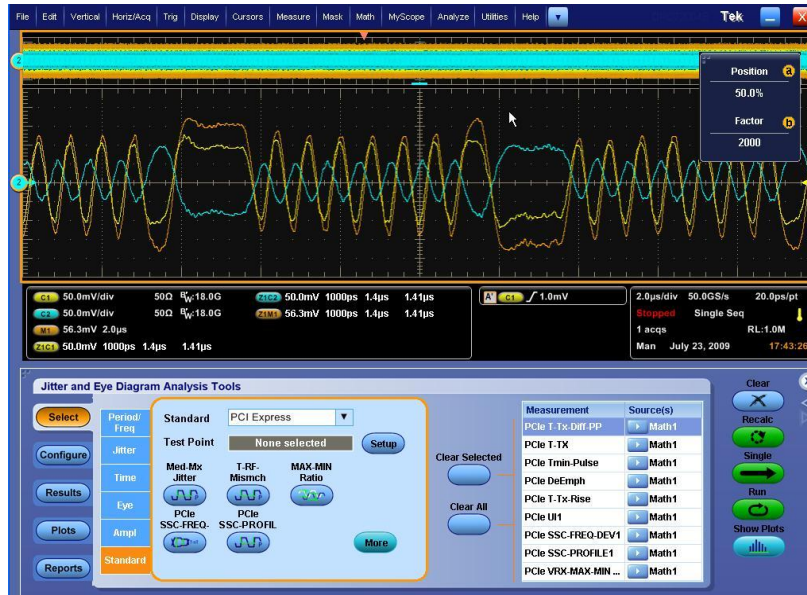 File Edit Vertical Horiz/Acq Trig Display Cursors Measure Mask Math MyScope Analyze Utilities Help Tek X
2
Position a
50.0%
Factor b
2000
2
C1 50.0mV/div 50Ω BW:18.0G
C2 50.0mV/div 50Ω BW:18.0G
M1 56.3mV 2.0µs
Z1C1 50.0mV 1000ps 1.4µs 1.41µs
Z1C2 50.0mV 1000ps 1.4µs 1.41µs
Z1M1 56.3mV 1000ps 1.4µs 1.41µs
A' C1 1.0mV
2.0µs/div 50.0GS/s 20.0ps/pt
Stopped Single Seq
1 acqs RL:1.0M
Man July 23, 2009 17:43:26
Jitter and Eye Diagram Analysis Tools
Select
Configure
Results
Plots
Reports
Period/
Freq
Jitter
Time
Eye
Ampl
Standard
Standard PCI Express
Test Point None selected Setup
Med-Mx
Jitter
T-RF-
Mismch
MAX-MIN
Ratio
PCIe
SSC-FREQ-
PCIe
SSC-PROFIL
More
Clear Selected
Clear All
Measurement Source(s)
PCIe T-Tx-Diff-PP Math1
PCIe T-TX Math1
PCIe Tmin-Pulse Math1
PCIe DeEmph Math1
PCIe T-Tx-Rise Math1
PCIe UI1 Math1
PCIe SSC-FREQ-DEV1 Math1
PCIe SSC-PROFILE1 Math1
PCIe VRX-MAX-MIN ... Math1
Clear
Recalc
Single
Run
Show Plots